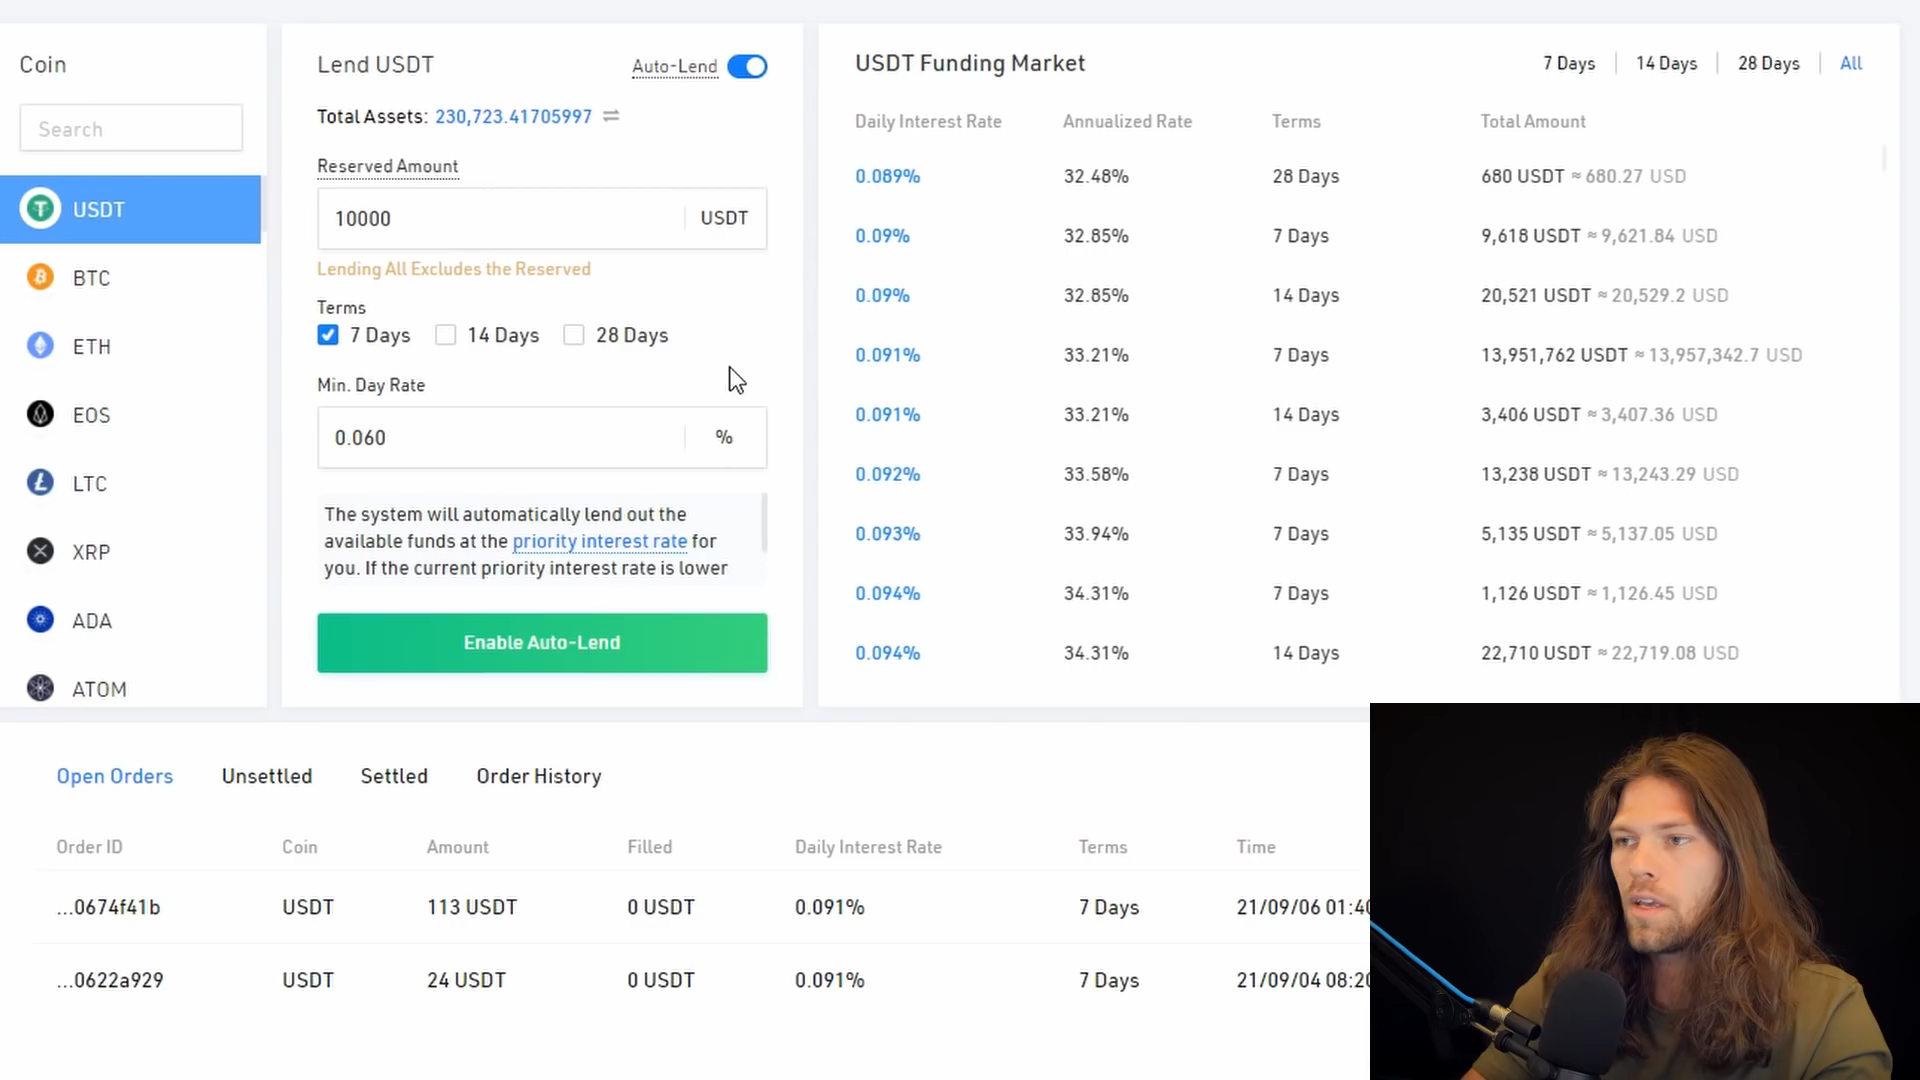 Coin
Search
USDT
BTC
ETH
EOS
LTC
XRP
ADA
ATOM
Lend USDT Auto-Lend
Total Assets: 230,723.41705997
Reserved Amount
10000 USDT
Lending All Excludes the Reserved
Terms
7 Days 14 Days 28 Days
Min. Day Rate
0.060 %
The system will automatically lend out the
available funds at the priority interest rate for
you. If the current priority interest rate is lower
Enable Auto-Lend
USDT Funding Market 7 Days 14 Days 28 Days All
Daily Interest Rate Annualized Rate Terms Total Amount
0.089% 32.48% 28 Days 680 USDT ≈ 680.27 USD
0.09% 32.85% 7 Days 9,618 USDT ≈ 9,621.84 USD
0.09% 32.85% 14 Days 20,521 USDT ≈ 20,529.2 USD
0.091% 33.21% 7 Days 13,951,762 USDT ≈ 13,957,342.7 USD
0.091% 33.21% 14 Days 3,406 USDT ≈ 3,407.36 USD
0.092% 33.58% 7 Days 13,238 USDT ≈ 13,243.29 USD
0.093% 33.94% 7 Days 5,135 USDT ≈ 5,137.05 USD
0.094% 34.31% 7 Days 1,126 USDT ≈ 1,126.45 USD
0.094% 34.31% 14 Days 22,710 USDT ≈ 22,719.08 USD
Open Orders Unsettled Settled Order History
Order ID Coin Amount Filled Daily Interest Rate Terms Time
...0674f41b USDT 113 USDT 0 USDT 0.091% 7 Days 21/09/06 01:40
...0622a929 USDT 24 USDT 0 USDT 0.091% 7 Days 21/09/04 08:20